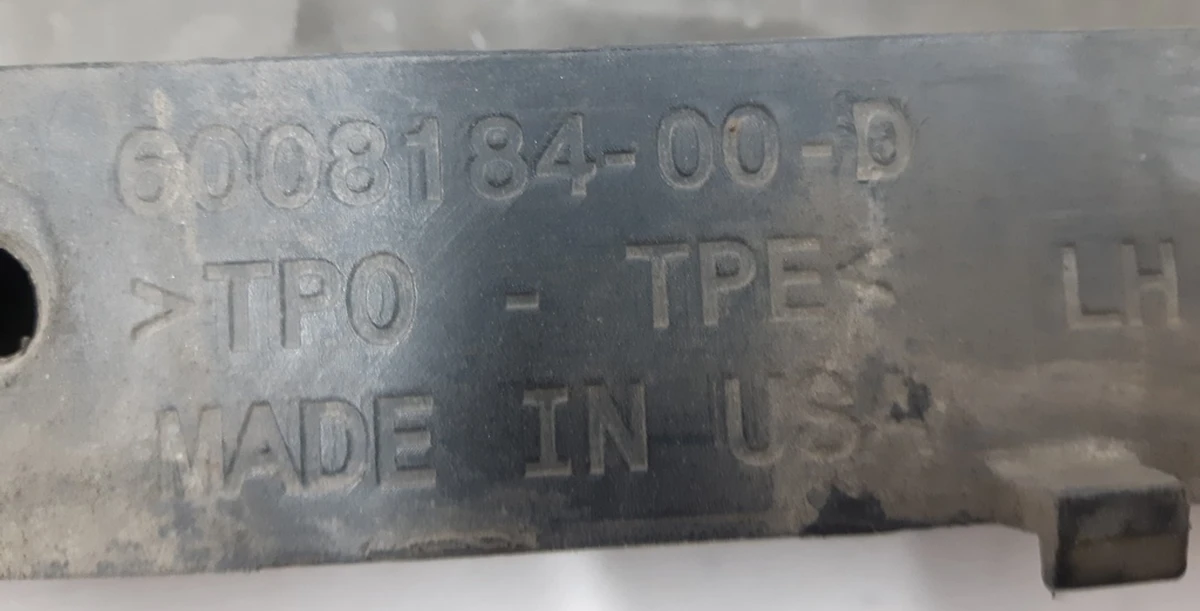 6008184-00-D
>TPO - TPE< LH
MADE IN USA